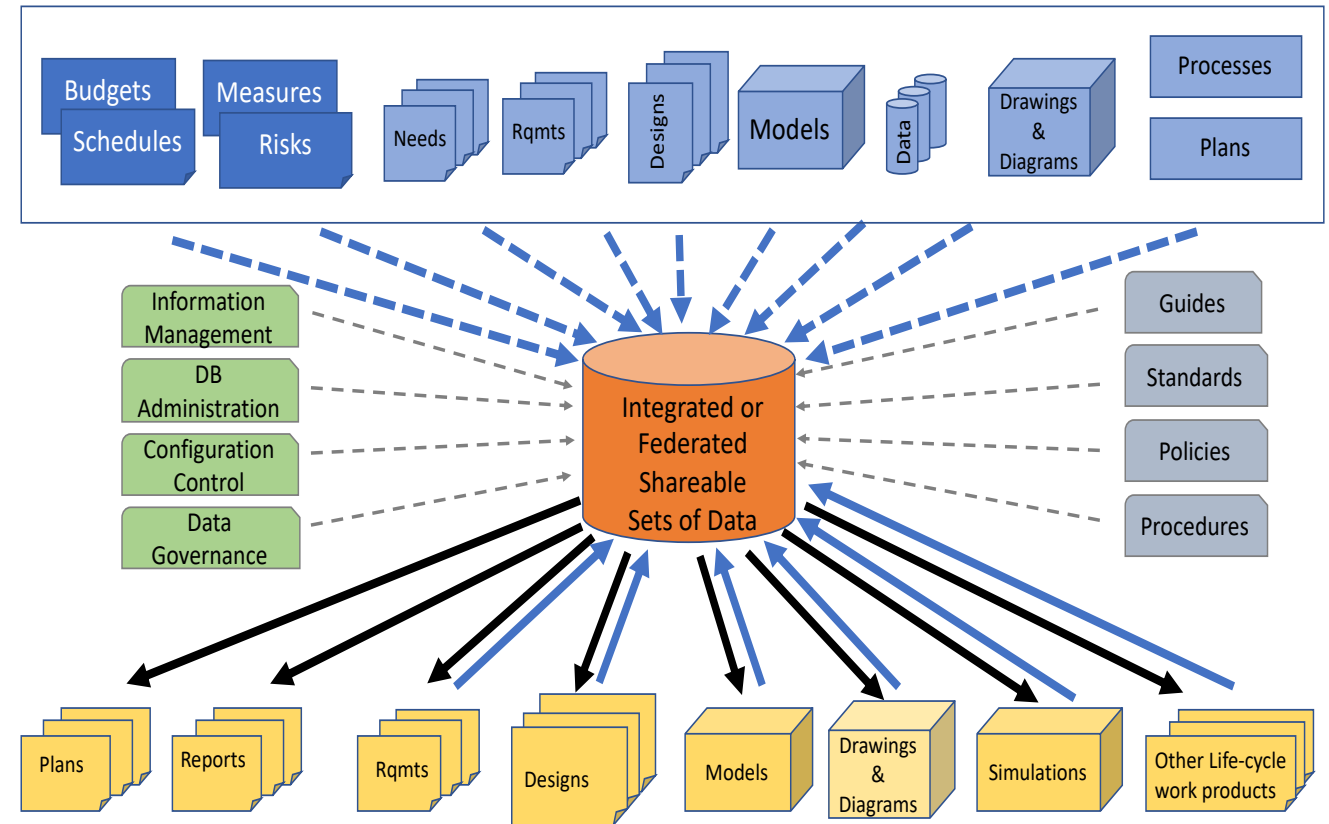 Budgets
Schedules
Measures
Risks
Needs
Rqmts
Designs
Models
Data
Drawings
&
Diagrams
Processes
Plans
Information
Management
DB
Administration
Configuration
Control
Data
Governance
Integrated or
Federated
Shareable
Sets of Data
Guides
Standards
Policies
Procedures
Plans
Reports
Rqmts
Designs
Models
Drawings
&
Diagrams
Simulations
Other Life-cycle
work products